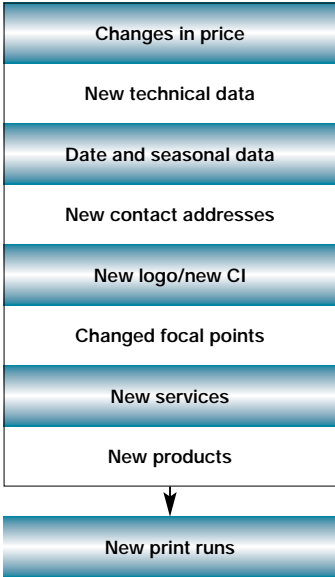 Changes in price
New technical data
Date and seasonal data
New contact addresses
New logo/new CI
Changed focal points
New services
New products
New print runs